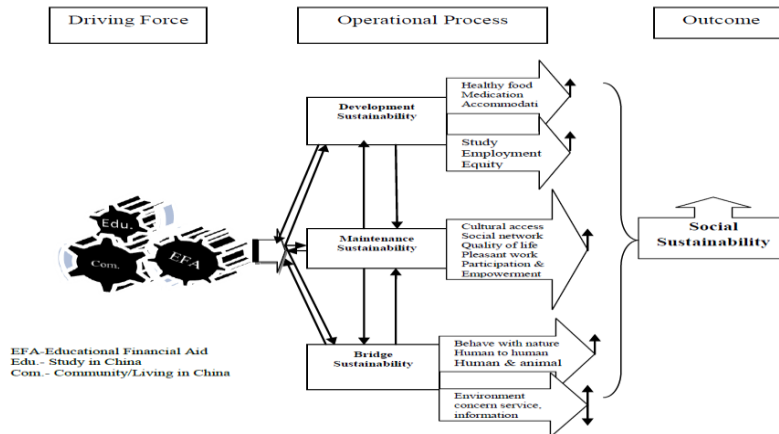 Driving Force
Operational Process
Outcome
Development
Sustainability
Healthy food
Medication
Accommodati
Study
Employment
Equity
Edu.
Com.
EFA
Maintenance
Sustainability
Cultural access
Social network
Quality of life
Pleasant work
Participation &
Empowerment
Social
Sustainability
EFA-Educational Financial Aid
Edu.- Study in China
Com.- Community/Living in China
Bridge
Sustainability
Behave with nature
Human to human
Human & animal
Environment
concern service,
information